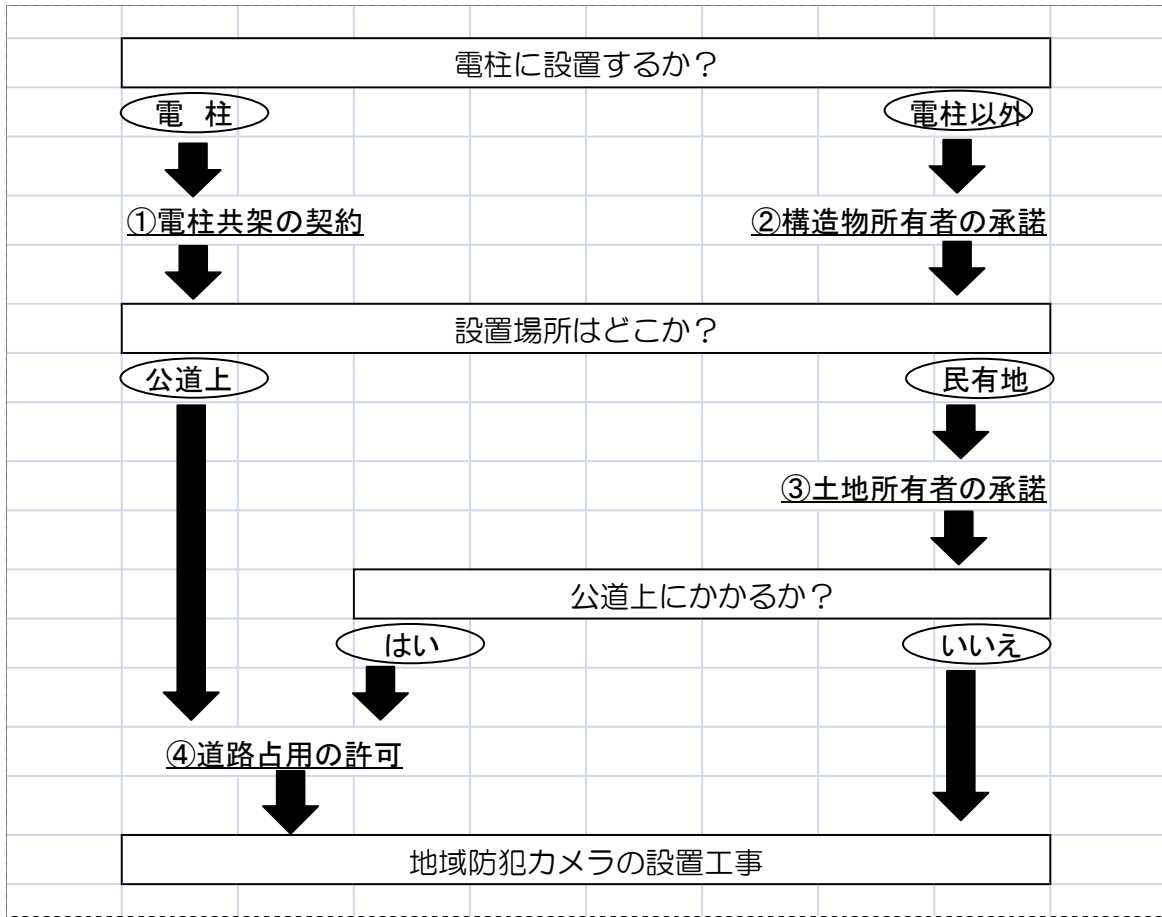 電柱に設置するか？
電 柱
電柱以外
①電柱共架の契約
②構造物所有者の承諾
設置場所はどこか？
公道上
民有地
③土地所有者の承諾
公道上にかかるか？
はい
いいえ
④道路占用の許可
地域防犯カメラの設置工事